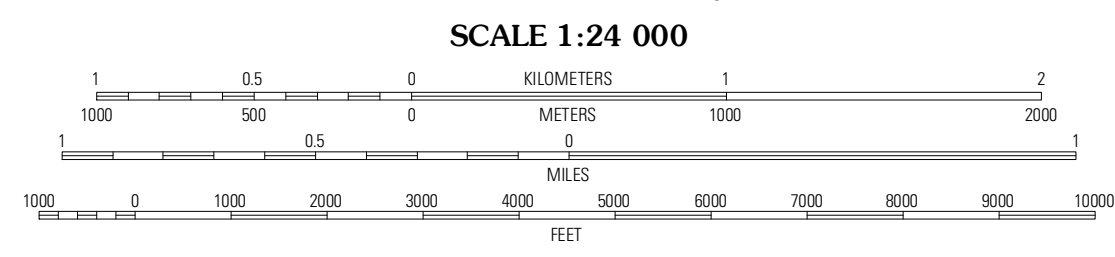 SCALE 1:24 000
1 0.5 0 KILOMETERS 1 2
1000 500 0 METERS 1000 2000
1 0.5 0 1
MILES
1000 0 1000 2000 3000 4000 5000 6000 7000 8000 9000 10000
FEET